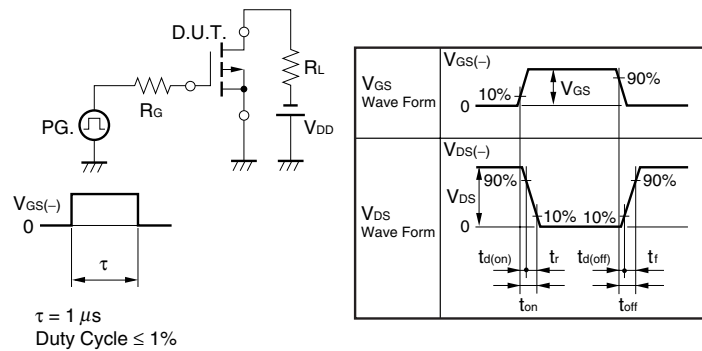 D.U.T.
RL
RG
PG.
VDD
VGS(−)
0
τ
τ = 1 μs
Duty Cycle ≤ 1%
VGS
Wave Form
VGS(−)
10%
0
VGS
90%
VDS
Wave Form
VDS(−)
90%
VDS
0
10%
10%
90%
td(on)
tr
td(off)
tf
ton
toff